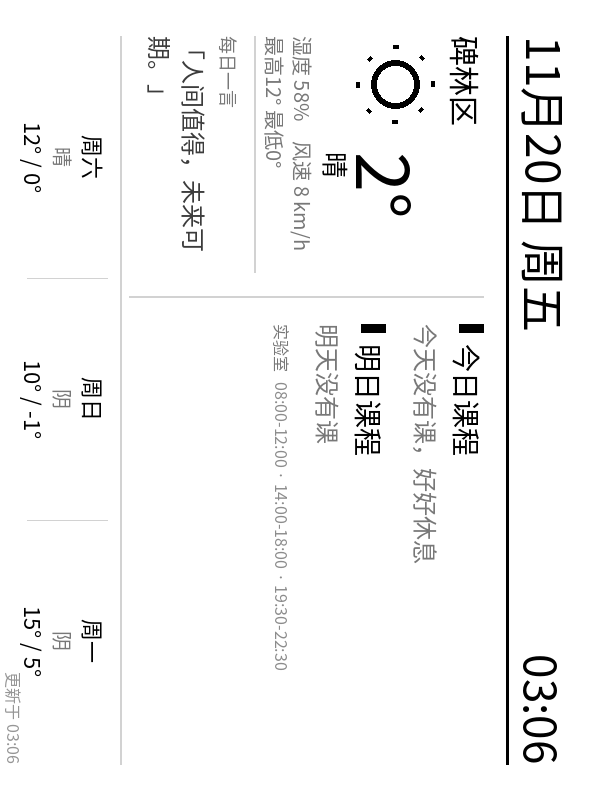 11月20日 周五
03:06
碑林区
2°
晴
湿度 58% 风速 8 km/h
最高12° 最低0°
每日一言
「人间值得，未来可
期。」
今日课程
今天没有课，好好休息
明日课程
明天没有课
实验室 08:00-12:00 · 14:00-18:00 · 19:30-22:30
周六
晴
12° / 0°
周日
阴
10° / -1°
周一
阴
15° / 5°
更新于 03:06